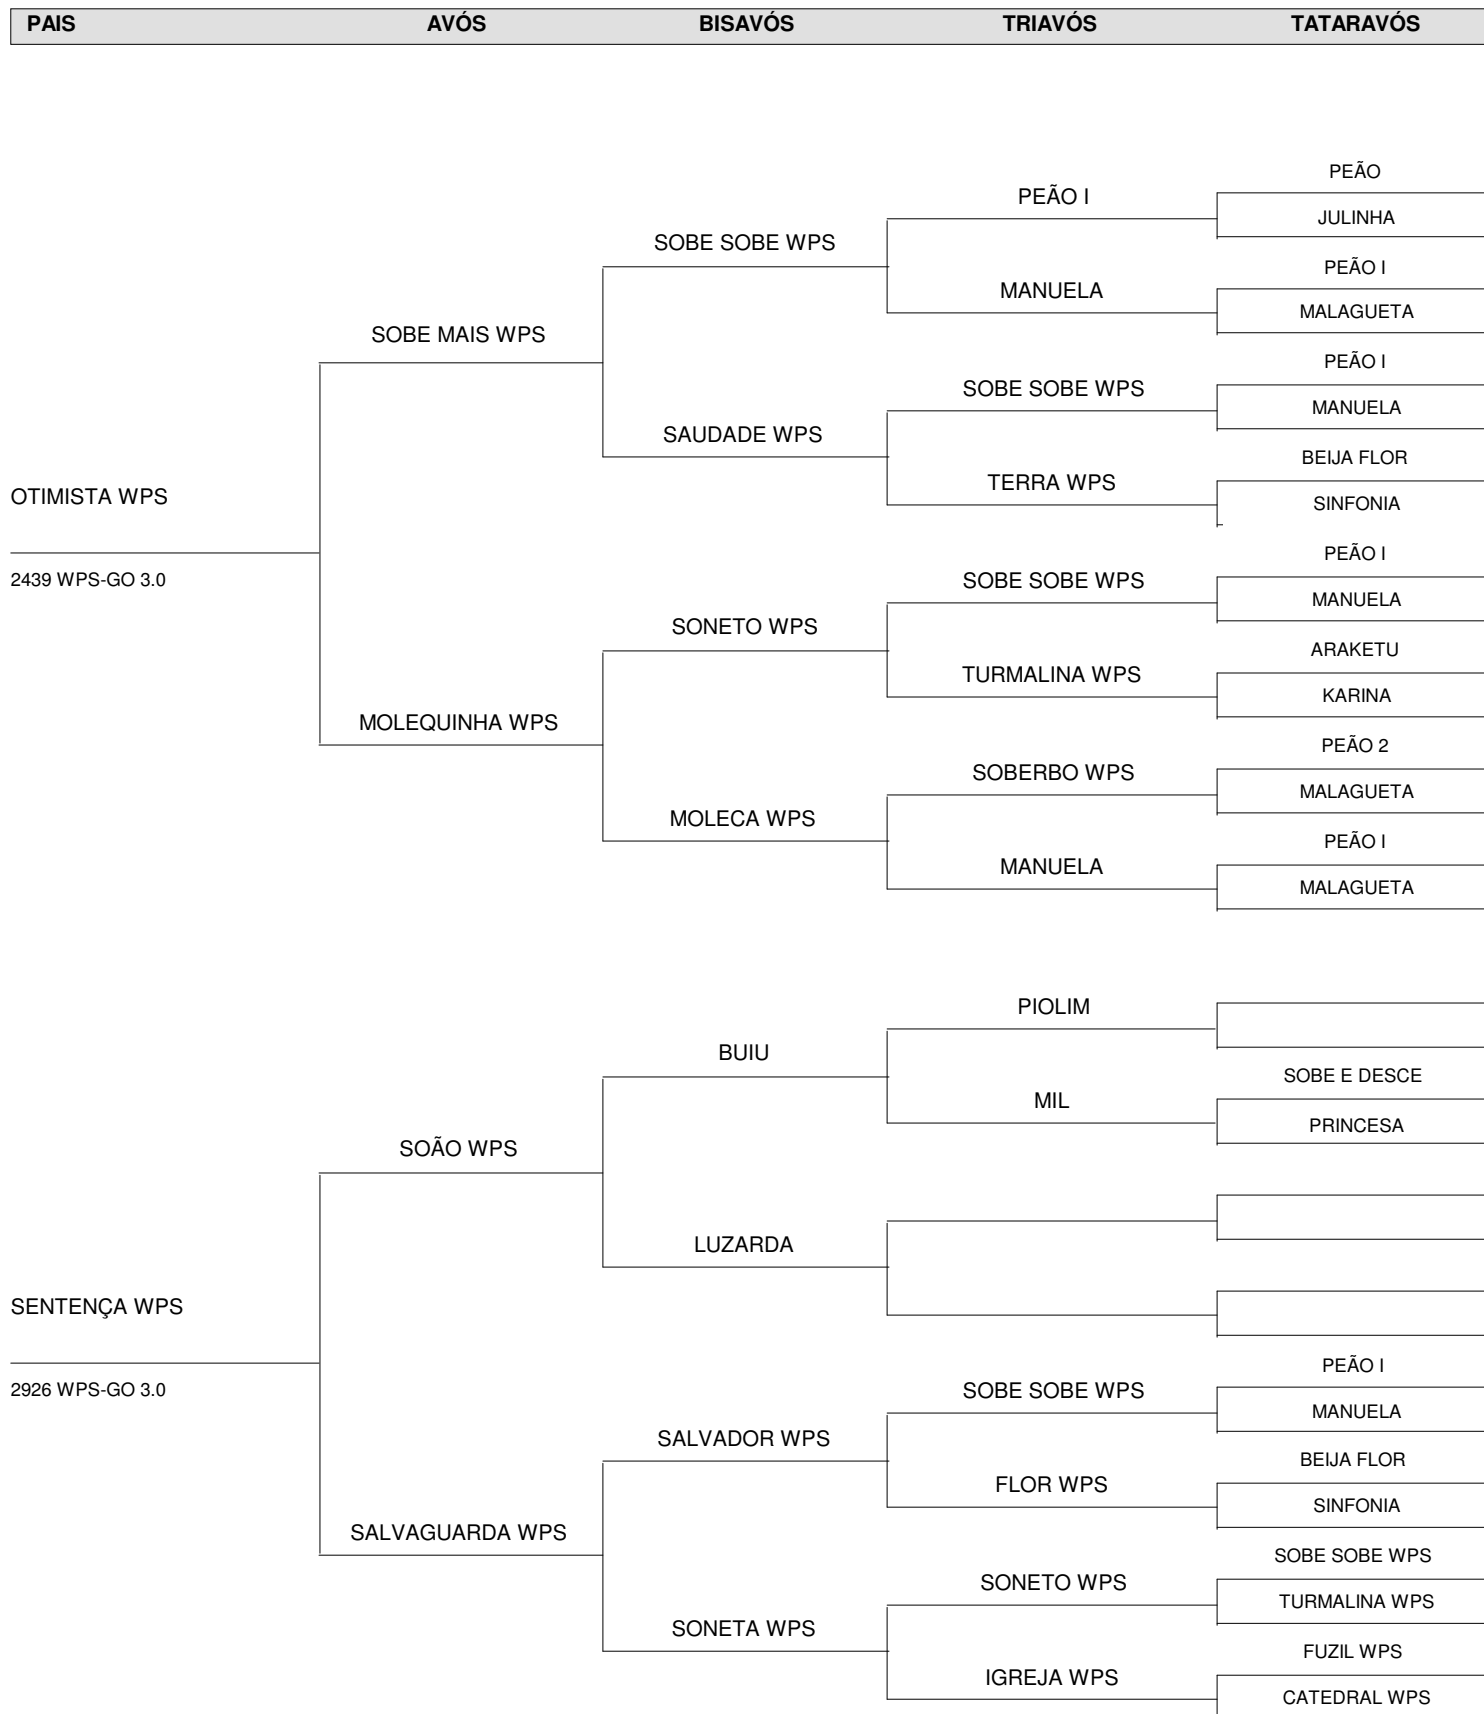 PAIS AVÓS BISAVÓS TRIAVÓS TATARAVÓS
PEÃO
PEÃO I
JULINHA
SOBE SOBE WPS
PEÃO I
MANUELA
MALAGUETA
SOBE MAIS WPS
PEÃO I
SOBE SOBE WPS
MANUELA
SAUDADE WPS
BEIJA FLOR
TERRA WPS
SINFONIA
OTIMISTA WPS
2439 WPS-GO 3.0
PEÃO I
SOBE SOBE WPS
MANUELA
SONETO WPS
ARAKETU
TURMALINA WPS
KARINA
MOLEQUINHA WPS
PEÃO 2
SOBERBO WPS
MALAGUETA
MOLECA WPS
PEÃO I
MANUELA
MALAGUETA
PIOLIM
BUIU
SOBE E DESCE
MIL
PRINCESA
SOÃO WPS
LUZARDA
SENTENÇA WPS
2926 WPS-GO 3.0
PEÃO I
SOBE SOBE WPS
MANUELA
SALVADOR WPS
BEIJA FLOR
FLOR WPS
SINFONIA
SALVAGUARDA WPS
SOBE SOBE WPS
SONETO WPS
TURMALINA WPS
SONETA WPS
FUZIL WPS
IGREJA WPS
CATEDRAL WPS